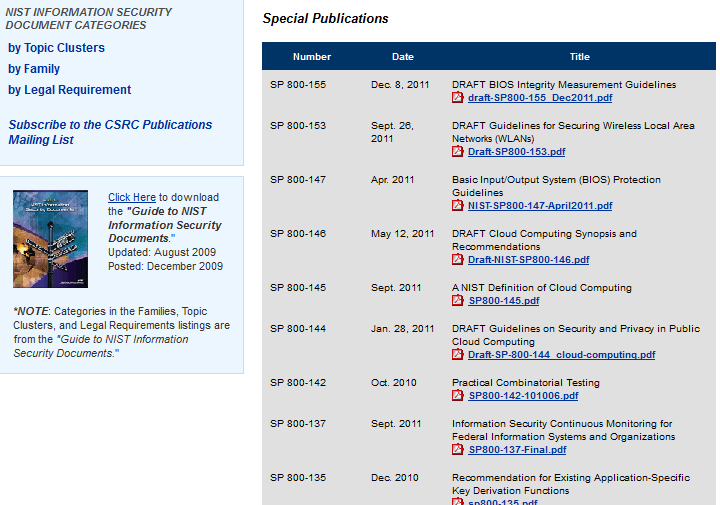 NIST INFORMATION SECURITY
DOCUMENT CATEGORIES
by Topic Clusters
by Family
by Legal Requirement
Subscribe to the CSRC Publications
Mailing List
Click Here to download
the "Guide to NIST
Information Security
Documents."
Updated: August 2009
Posted: December 2009
*NOTE: Categories in the Families, Topic
Clusters, and Legal Requirements listings are
from the "Guide to NIST Information
Security Documents."
Special Publications
Number Date Title
SP 800-155 Dec. 8, 2011 DRAFT BIOS Integrity Measurement Guidelines
draft-SP800-155_Dec2011.pdf
SP 800-153 Sept. 26, DRAFT Guidelines for Securing Wireless Local Area
2011 Networks (WLANs)
Draft-SP800-153.pdf
SP 800-147 Apr. 2011 Basic Input/Output System (BIOS) Protection
Guidelines
NIST-SP800-147-April2011.pdf
SP 800-146 May 12, 2011 DRAFT Cloud Computing Synopsis and
Recommendations
Draft-NIST-SP800-146.pdf
SP 800-145 Sept. 2011 A NIST Definition of Cloud Computing
SP800-145.pdf
SP 800-144 Jan. 28, 2011 DRAFT Guidelines on Security and Privacy in Public
Cloud Computing
Draft-SP-800-144_cloud-computing.pdf
SP 800-142 Oct. 2010 Practical Combinatorial Testing
SP800-142-101006.pdf
SP 800-137 Sept. 2011 Information Security Continuous Monitoring for
Federal Information Systems and Organizations
SP800-137-Final.pdf
SP 800-135 Dec. 2010 Recommendation for Existing Application-Specific
Key Derivation Functions
sp800-135.pdf